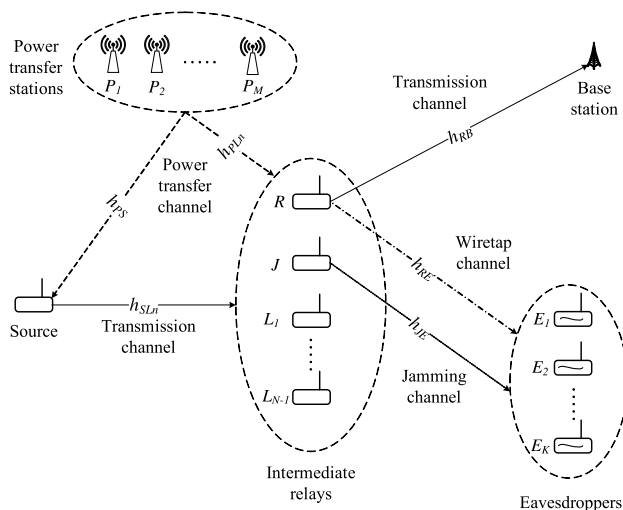 Power
transfer
stations
P1 P2 ...... PM
Transmission
channel
Base
station
hRB
hPLn
Power
transfer
channel
hPS
R
Wiretap
channel
hRE
J
hSLn
Transmission
channel
Source
L1
hJE
E1
Jamming
channel
E2
LN-1
EK
Intermediate
relays
Eavesdroppers